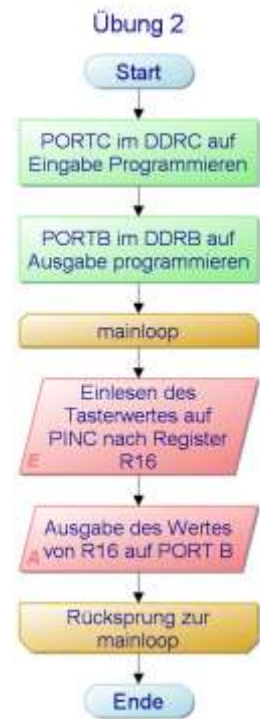 Übung 2
Start
PORTC im DDRC auf
Eingabe Programmieren
PORTB im DDRB auf
Ausgabe programmieren
mainloop
Einlesen des
Tasterwertes auf
PINC nach Register
R16
E
Ausgabe des Wertes
von R16 auf PORT B
A
Rücksprung zur
mainloop
Ende